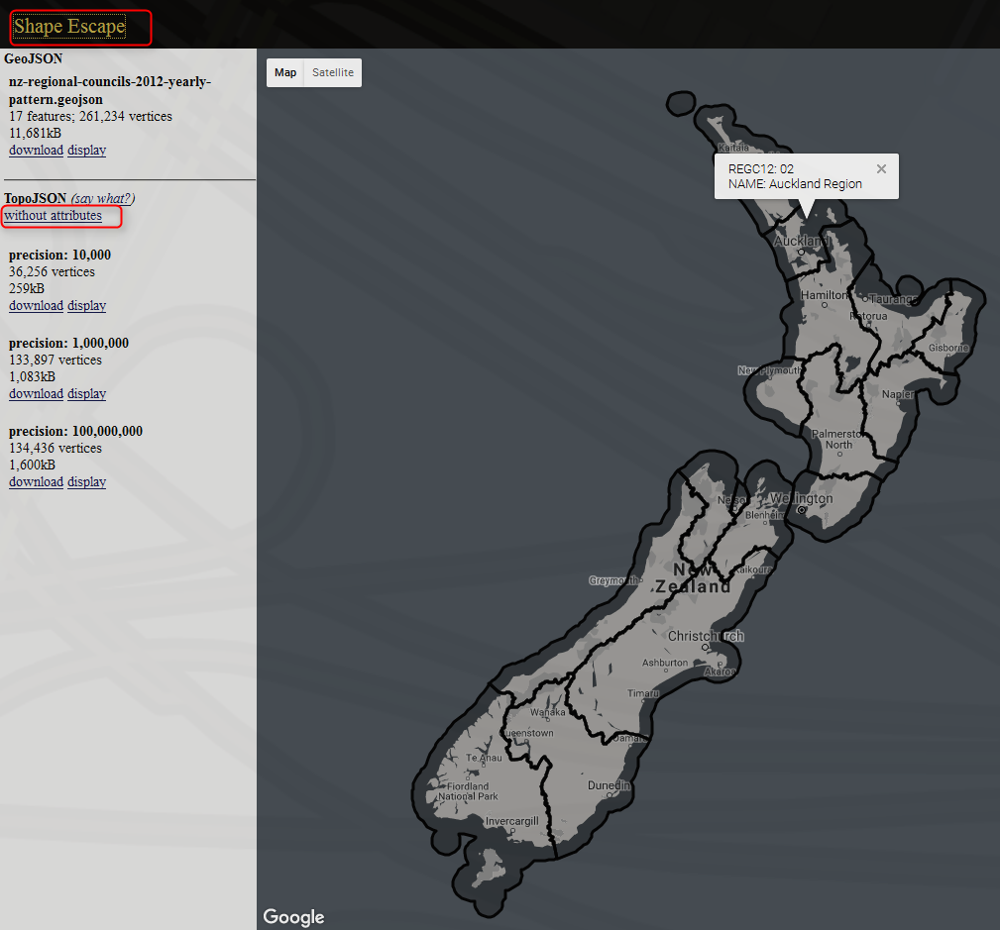 Shape Escape
GeoJSON
nz-regional-councils-2012-yearly-
pattern.geojson
17 features; 261,234 vertices
11,681kB
download display
TopoJSON (say what?)
without attributes
precision: 10,000
36,256 vertices
259kB
download display
precision: 1,000,000
133,897 vertices
1,083kB
download display
precision: 100,000,000
134,436 vertices
1,600kB
download display
Map Satellite
Kaitaia
REGC12: 02
NAME: Auckland Region
Auckland
Hamilton
Tauranga
Rotorua
Gisborne
New Plymouth
Napier
Palmerston
North
Nelson
Wellington
Blenheim
Kaikoura
New
Zealand
Greymouth
Christchurch
Ashburton
Akaroa
Timaru
Wanaka
Queenstown
Oamaru
Te Anau
Fiordland
National Park
Dunedin
Invercargill
Google